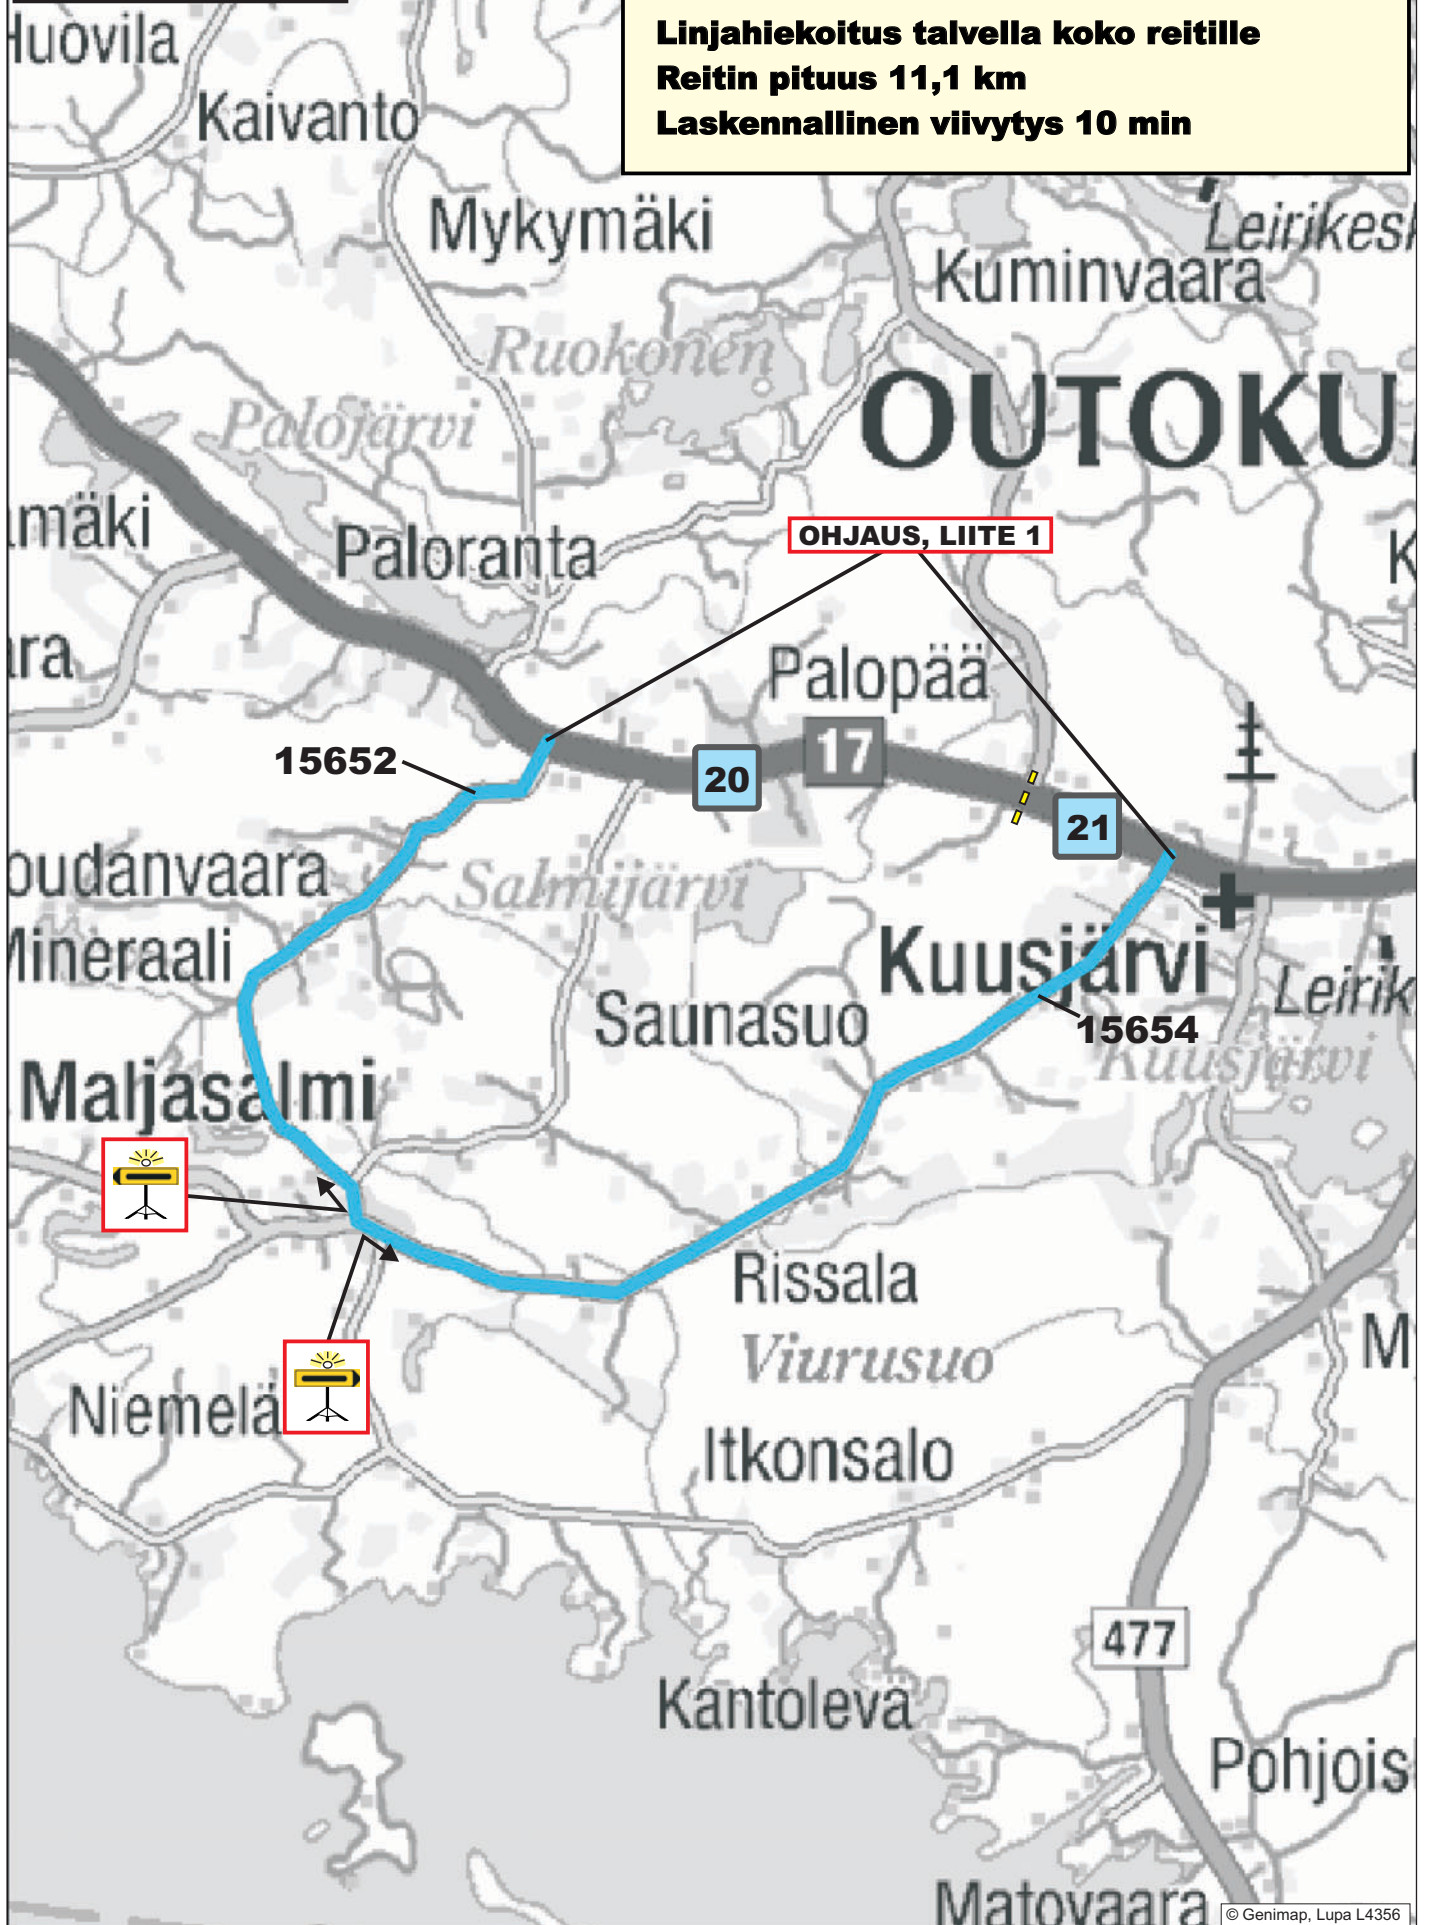 Linjahiekoitus talvella koko reitille
Reitin pituus 11,1 km
Laskennallinen viivytys 10 min
Huovila
Kaivanto
Mykymäki
Leirikesk
Kuminvaara
Ruokonen
OUTOKU
Palojärvi
mäki
Paloranta
OHJAUS, LIITE 1
K
ara
Palopää
17
15652
20
21
oudanvaara
Salmijärvi
Mineraali
Kuusjärvi
Leirik
Saunasuo
15654
Kuusjärvi
Maljasalmi
Rissala
M
Viurusuo
Niemelä
Itkonsalo
477
Kantoleva
Pohjois
Matovaara
© Genimap, Lupa L4356